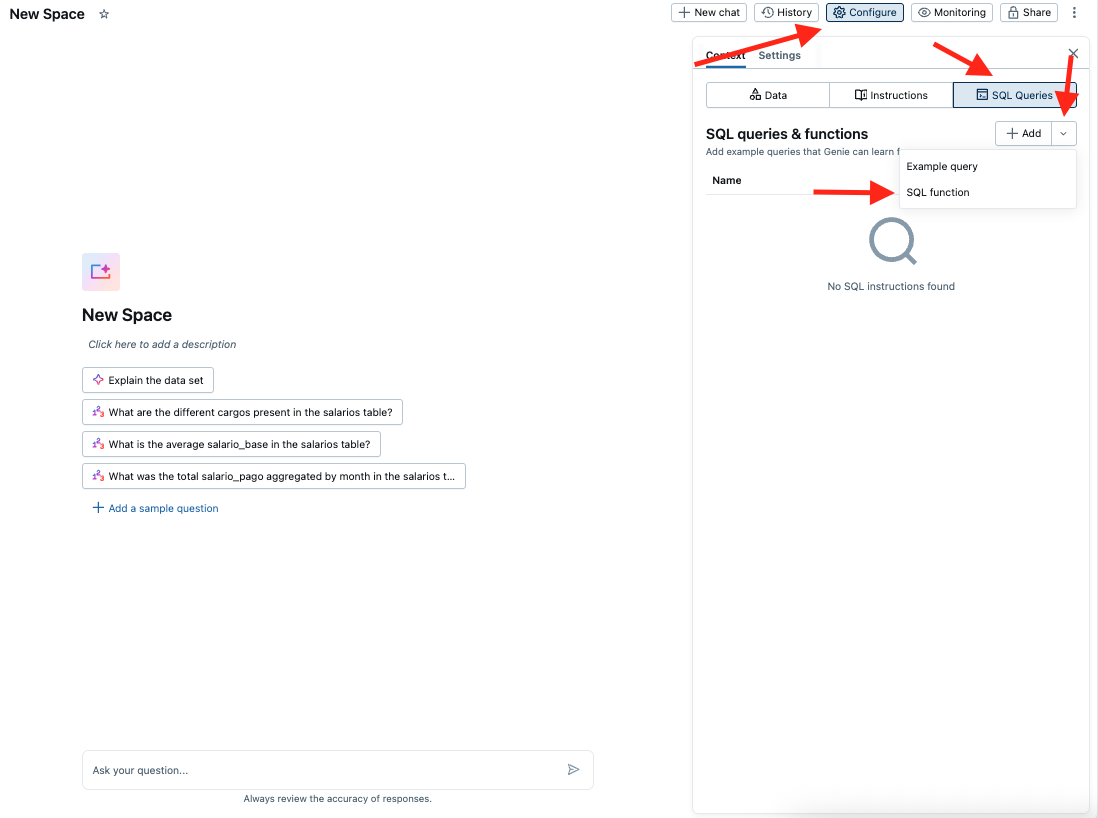 New Space
New chat
History
Configure
Monitoring
Share
Context
Settings
Data
Instructions
SQL Queries
SQL queries & functions
Add
Add example queries that Genie can learn f
Example query
SQL function
Name
No SQL instructions found
New Space
Click here to add a description
Explain the data set
What are the different cargos present in the salarios table?
What is the average salario_base in the salarios table?
What was the total salario_pago aggregated by month in the salarios t...
Add a sample question
Ask your question...
Always review the accuracy of responses.